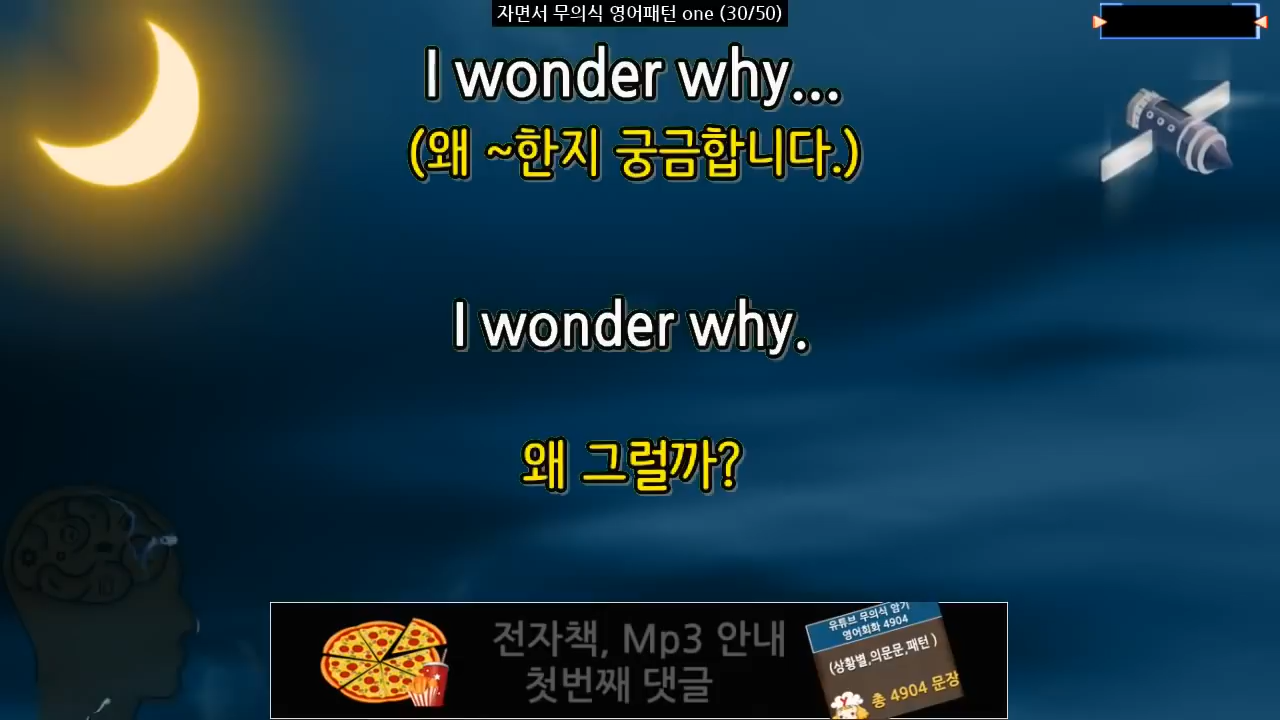 자면서 무의식 영어패턴 one (30/50)
I wonder why...
(왜 ~한지 궁금합니다.)
I wonder why.
왜 그럴까?
전자책, Mp3 안내
첫번째 댓글
유튜브 무의식 암기
영어회화 4904
(상황별,의문문,패턴 )
총 4904 문장